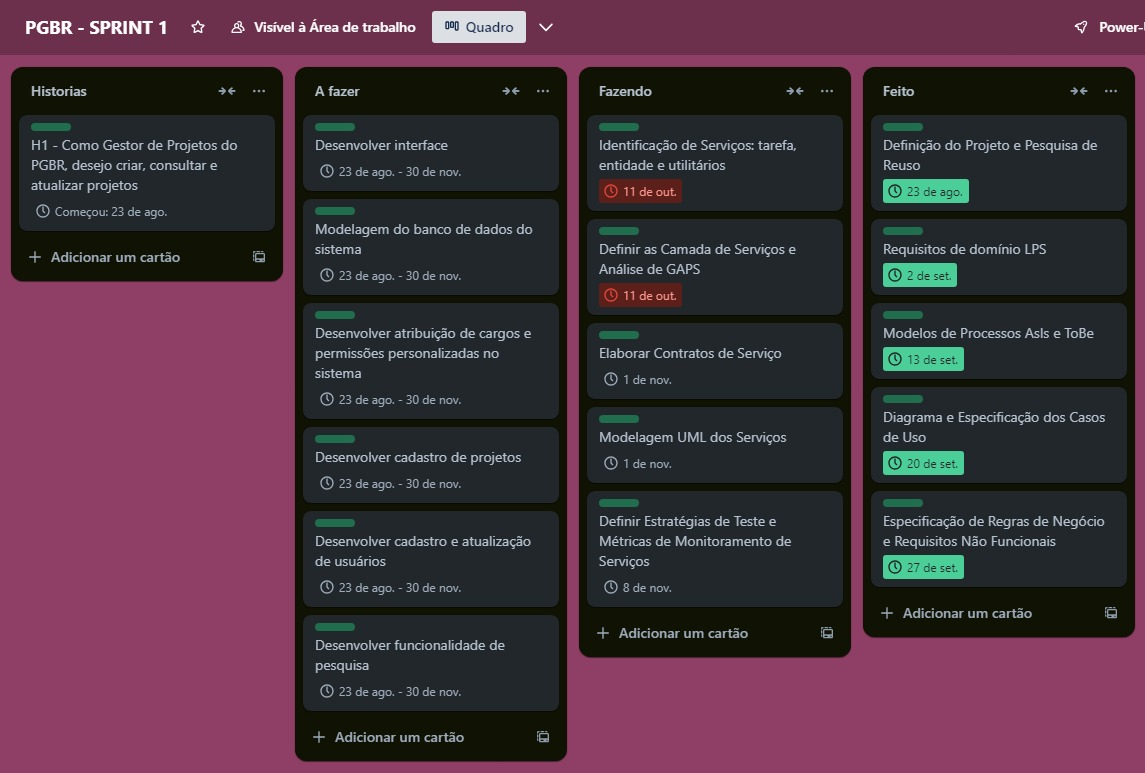 PGBR - SPRINT 1
Visível à Área de trabalho
Quadro
Power-
Historias
H1 - Como Gestor de Projetos do
PGBR, desejo criar, consultar e
atualizar projetos
Começou: 23 de ago.
Adicionar um cartão
A fazer
Desenvolver interface
23 de ago. - 30 de nov.
Modelagem do banco de dados do
sistema
23 de ago. - 30 de nov.
Desenvolver atribuição de cargos e
permissões personalizadas no
sistema
23 de ago. - 30 de nov.
Desenvolver cadastro de projetos
23 de ago. - 30 de nov.
Desenvolver cadastro e atualização
de usuários
23 de ago. - 30 de nov.
Desenvolver funcionalidade de
pesquisa
23 de ago. - 30 de nov.
Adicionar um cartão
Fazendo
Identificação de Serviços: tarefa,
entidade e utilitários
11 de out.
Definir as Camada de Serviços e
Análise de GAPS
11 de out.
Elaborar Contratos de Serviço
1 de nov.
Modelagem UML dos Serviços
1 de nov.
Definir Estratégias de Teste e
Métricas de Monitoramento de
Serviços
8 de nov.
Adicionar um cartão
Feito
Definição do Projeto e Pesquisa de
Reuso
23 de ago.
Requisitos de domínio LPS
2 de set.
Modelos de Processos AsIs e ToBe
13 de set.
Diagrama e Especificação dos Casos
de Uso
20 de set.
Especificação de Regras de Negócio
e Requisitos Não Funcionais
27 de set.
Adicionar um cartão